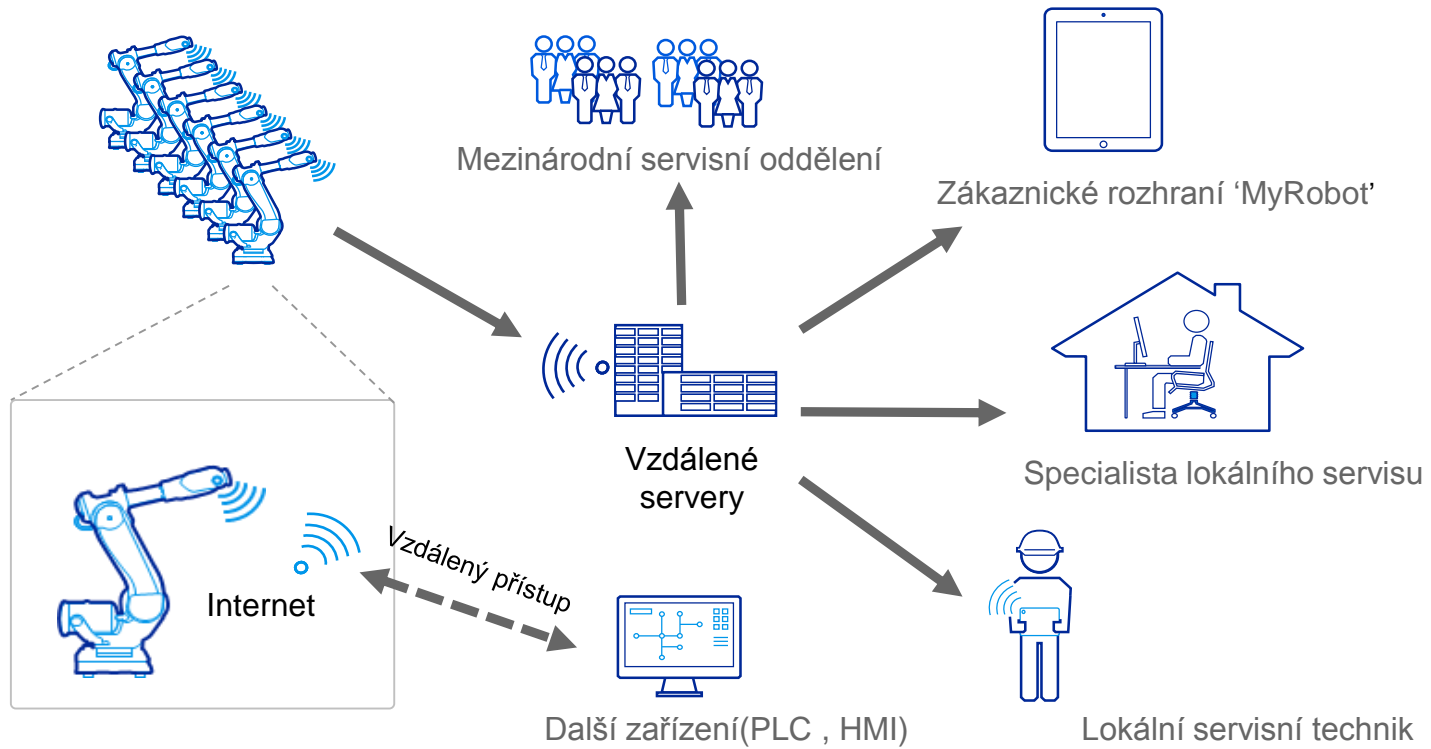 Mezinárodní servisní oddělení
Zákaznické rozhraní ‘MyRobot’
Vzdálené
servery
Specialista lokálního servisu
Vzdálený přístup
Internet
Další zařízení(PLC , HMI)
Lokální servisní technik